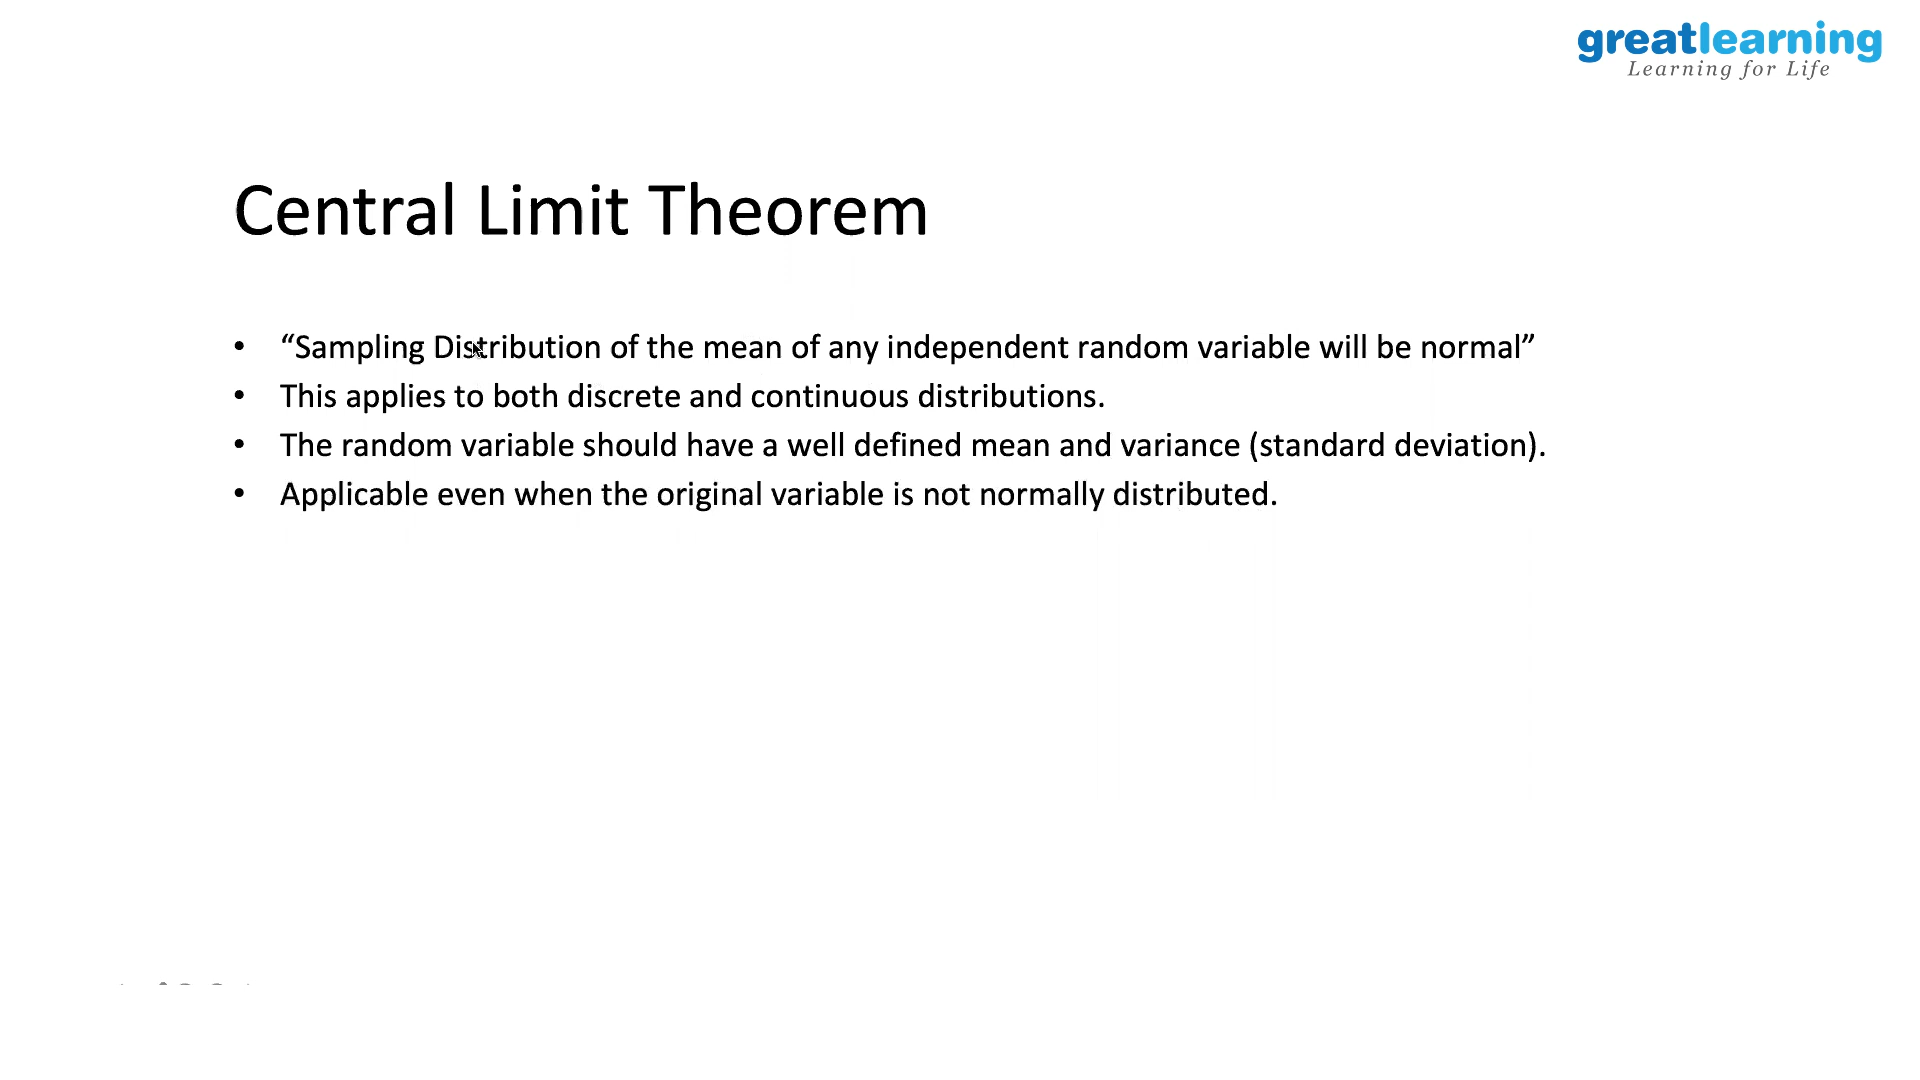 greatlearning
Learning for Life
Central Limit Theorem
• “Sampling Distribution of the mean of any independent random variable will be normal”
• This applies to both discrete and continuous distributions.
• The random variable should have a well defined mean and variance (standard deviation).
• Applicable even when the original variable is not normally distributed.